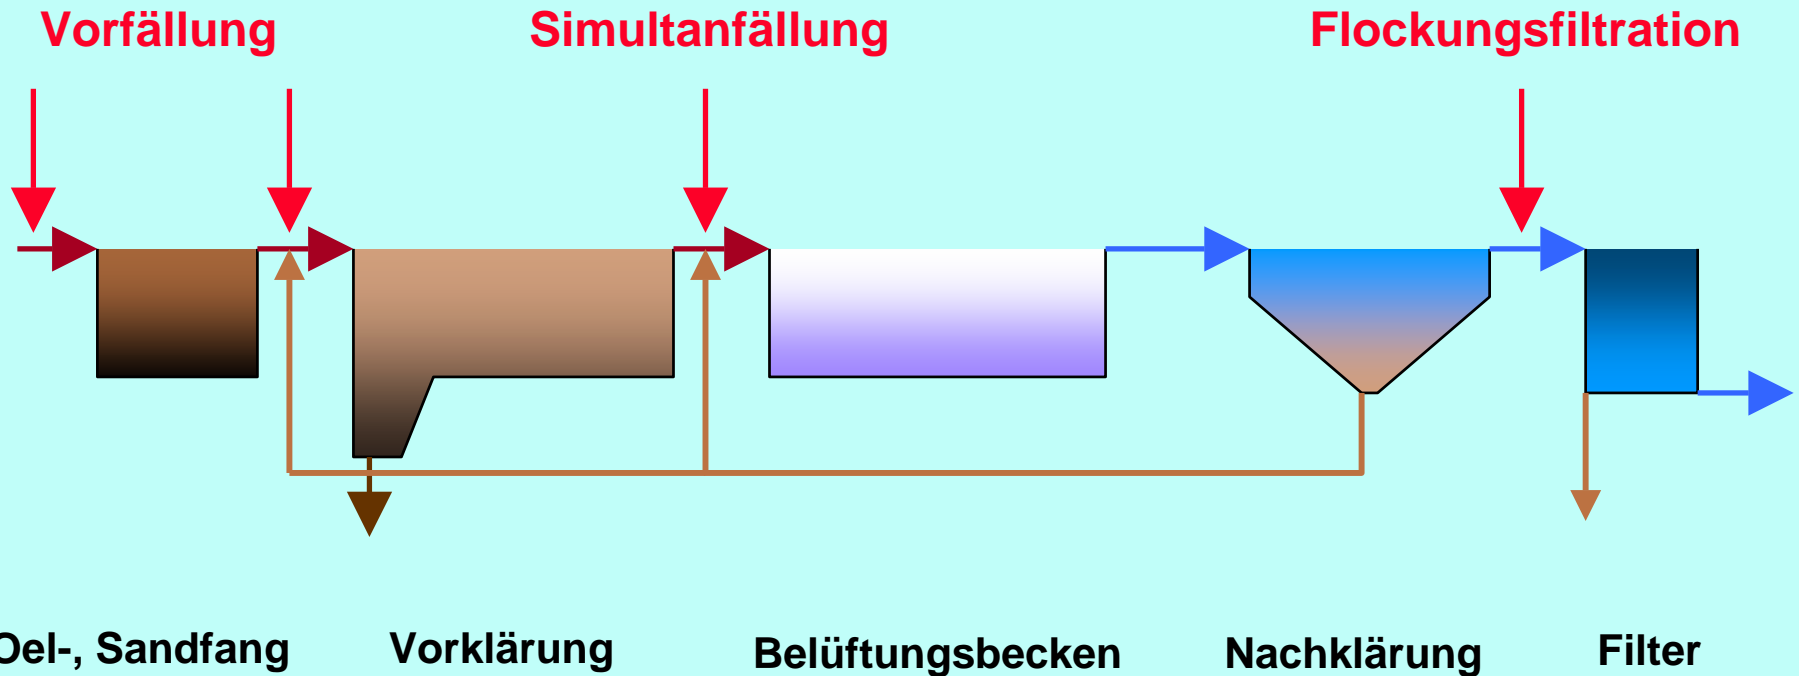 Vorfällung Simultanfällung Flockungsfiltration
Oel-, Sandfang Vorklärung Belüftungsbecken Nachklärung Filter